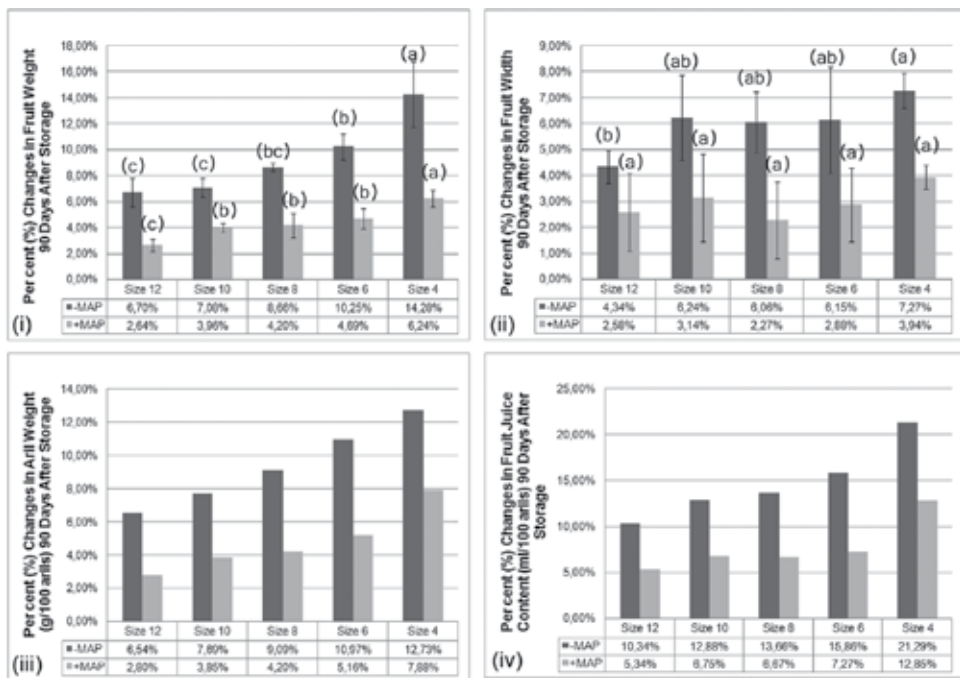 Per cent (%) Changes in Fruit Weight
90 Days After Storage
18,00%
16,00%
14,00%
12,00%
10,00%
8,00%
6,00%
4,00%
2,00%
0,00%
(c)
(c)
(c)
(b)
(bc)
(b)
(b)
(b)
(a)
(a)
Size 12 Size 10 Size 8 Size 6 Size 4
-MAP 6,70% 7,08% 8,66% 10,25% 14,28%
+MAP 2,64% 3,96% 4,20% 4,69% 6,24%
(i)
Per cent (%) Changes in Fruit Width
90 Days After Storage
9,00%
8,00%
7,00%
6,00%
5,00%
4,00%
3,00%
2,00%
1,00%
0,00%
(b)
(a)
(ab)
(a)
(ab)
(a)
(ab)
(a)
(a)
(a)
Size 12 Size 10 Size 8 Size 6 Size 4
-MAP 4,34% 6,24% 6,06% 6,15% 7,27%
+MAP 2,58% 3,14% 2,27% 2,88% 3,94%
(ii)
Per cent (%) Changes in Aril Weight
(g/100 arils) 90 Days After Storage
14,00%
12,00%
10,00%
8,00%
6,00%
4,00%
2,00%
0,00%
Size 12 Size 10 Size 8 Size 6 Size 4
-MAP 6,54% 7,69% 9,09% 10,97% 12,73%
+MAP 2,80% 3,85% 4,20% 5,16% 7,88%
(iii)
Per cent (%) Changes in Fruit Juice
Content (ml/100 arils) 90 Days After
Storage
25,00%
20,00%
15,00%
10,00%
5,00%
0,00%
Size 12 Size 10 Size 8 Size 6 Size 4
-MAP 10,34% 12,88% 13,66% 15,86% 21,29%
+MAP 5,34% 6,75% 6,67% 7,27% 12,85%
(iv)